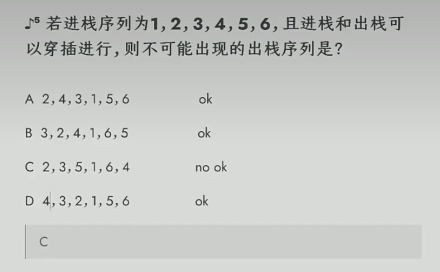 ♪⁵ 若进栈序列为1,2,3,4,5,6,且进栈和出栈可
以穿插进行,则不可能出现的出栈序列是?
A 2,4,3,1,5,6 ok
B 3,2,4,1,6,5 ok
C 2,3,5,1,6,4 no ok
D 4,3,2,1,5,6 ok
C